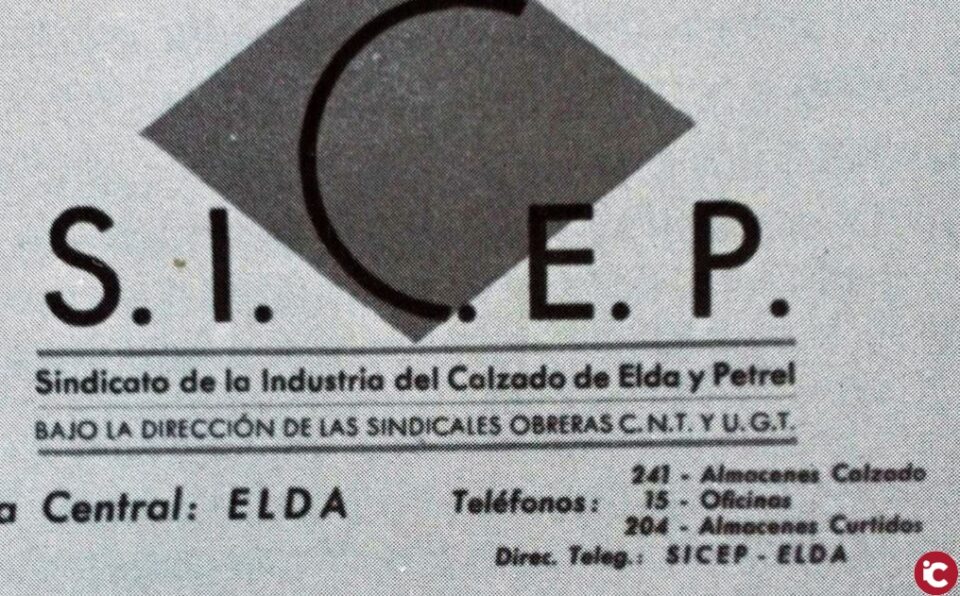 S.I.C.E.P.
Sindicato de la Industria del Calzado de Elda y Petrel
BAJO LA DIRECCIÓN DE LAS SINDICALES OBRERAS C.N.T. Y U.G.T.
a Central: ELDA
Teléfonos: 241 - Almacenes Calzado
15 - Oficinas
204 - Almacenes Curtidos
Direc. Teleg.: SICEP - ELDA
iC